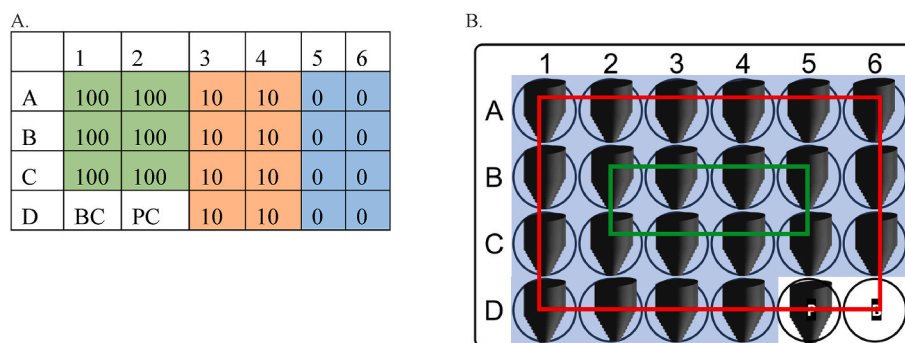 A.
1 2 3 4 5 6
A 100 100 10 10 0 0
B 100 100 10 10 0 0
C 100 100 10 10 0 0
D BC PC 10 10 0 0
B.
1 2 3 4 5 6
A
B
C
D